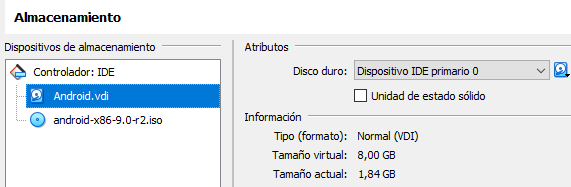 Almacenamiento
Dispositivos de almacenamiento
Controlador: IDE
Android.vdi
android-x86-9.0-r2.iso
Atributos
Disco duro: Dispositivo IDE primario 0
Unidad de estado sólido
Información
Tipo (formato): Normal (VDI)
Tamaño virtual: 8,00 GB
Tamaño actual: 1,84 GB